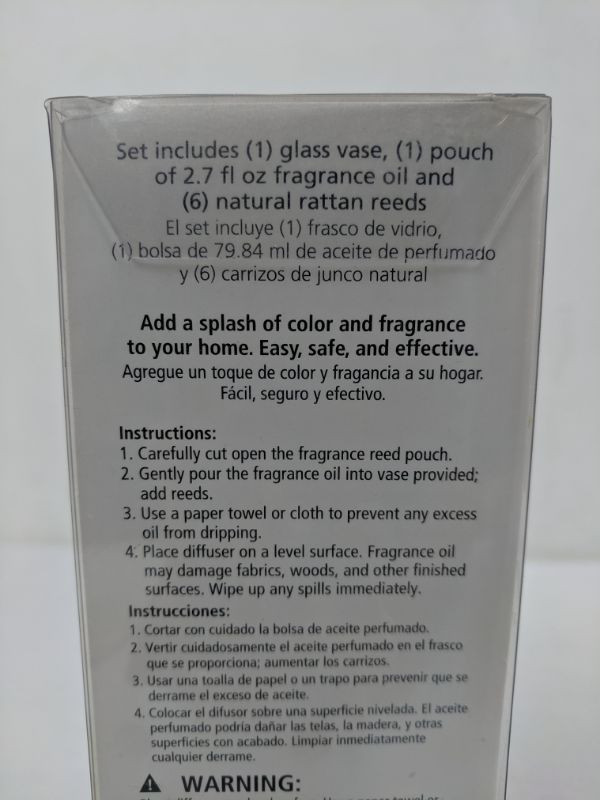 Set includes (1) glass vase, (1) pouch
of 2.7 fl oz fragrance oil and
(6) natural rattan reeds
El set incluye (1) frasco de vidrio,
(1) bolsa de 79.84 ml de aceite de perfumado
y (6) carrizos de junco natural
Add a splash of color and fragrance
to your home. Easy, safe, and effective.
Agregue un toque de color y fragancia a su hogar.
Fácil, seguro y efectivo.
Instructions:
1. Carefully cut open the fragrance reed pouch.
2. Gently pour the fragrance oil into vase provided;
add reeds.
3. Use a paper towel or cloth to prevent any excess
oil from dripping.
4. Place diffuser on a level surface. Fragrance oil
may damage fabrics, woods, and other finished
surfaces. Wipe up any spills immediately.
Instrucciones:
1. Cortar con cuidado la bolsa de aceite perfumado.
2. Vertir cuidadosamente el aceite perfumado en el frasco
que se proporciona; aumentar los carrizos.
3. Usar una toalla de papel o un trapo para prevenir que se
derrame el exceso de aceite.
4. Colocar el difusor sobre una superficie nivelada. El aceite
perfumado podría dañar las telas, la madera, y otras
superficies con acabado. Limpiar inmediatamente
cualquier derrame.
WARNING: